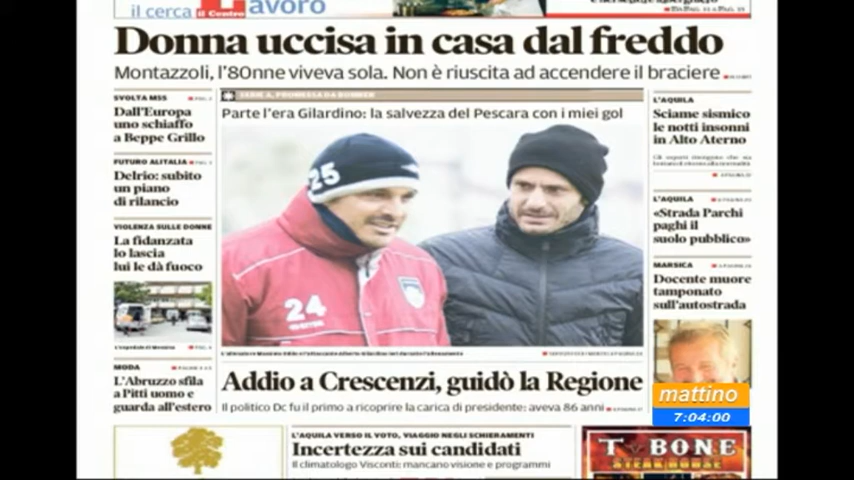 il cerca
il Centro
Lavoro
Donna uccisa in casa dal freddo
Montazzoli, l'80nne viveva sola. Non è riuscita ad accendere il braciere
SVOLTA M5S
Dall'Europa
uno schiaffo
a Beppe Grillo
FUTURO ALITALIA
Delrio: subito
un piano
di rilancio
VIOLENZA SULLE DONNE
La fidanzata
lo lascia
lui le dà fuoco
MODA
L'Abruzzo sfila
a Pitti uomo e
guarda all'estero
SERIE A, PROMESSA DA BOMBER
Parte l'era Gilardino: la salvezza del Pescara con i miei gol
25
24
Addio a Crescenzi, guidò la Regione
Il politico Dc fu il primo a ricoprire la carica di presidente: aveva 86 anni
L'AQUILA
Sciame sismico
le notti insonni
in Alto Aterno
L'AQUILA
«Strada Parchi
paghi il
suolo pubblico»
MARSICA
Docente muore
tamponato
sull'autostrada
mattino
7:04:00
L'AQUILA VERSO IL VOTO, VIAGGIO NEGLI SCHIERAMENTI
Incertezza sui candidati
Il climatologo Visconti: mancano visione e programmi
T BONE
STEAK HOUSE